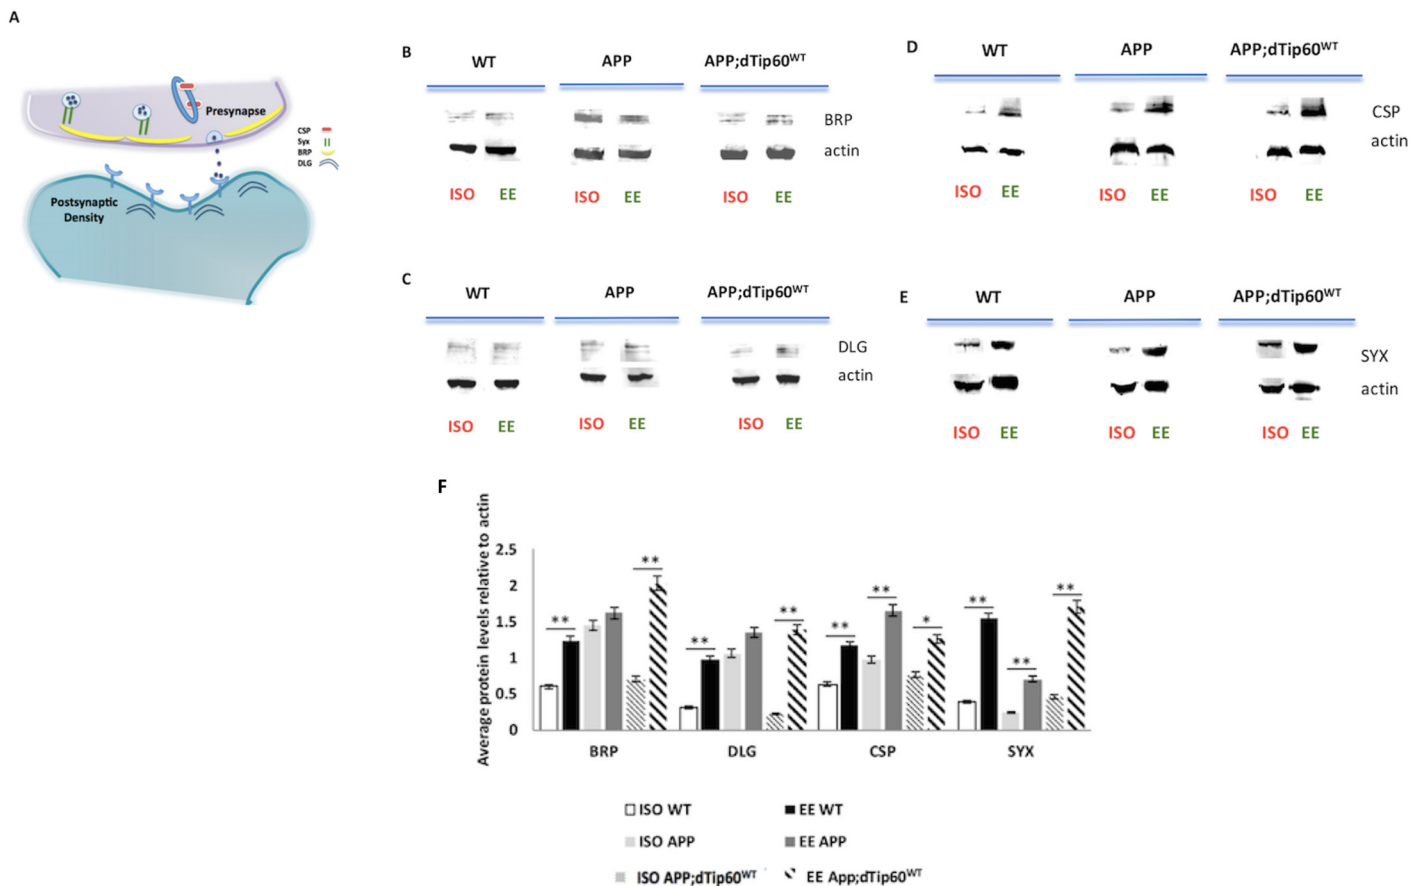 A
Presynapse
CSP
Syx
BRP
DLG
Postsynaptic
Density
B
WT APP APP;dTip60WT
BRP
actin
ISO EE ISO EE ISO EE
C
WT APP APP;dTip60WT
DLG
actin
ISO EE ISO EE ISO EE
D
WT APP APP;dTip60WT
CSP
actin
ISO EE ISO EE ISO EE
E
WT APP APP;dTip60WT
SYX
actin
ISO EE ISO EE ISO EE
F
Average protein levels relative to actin
2.5
2
1.5
1
0.5
0
** ** ** ** ** ** * ** ** **
BRP DLG CSP SYX
ISO WT EE WT
ISO APP EE APP
ISO APP;dTip60WT EE App;dTip60WT